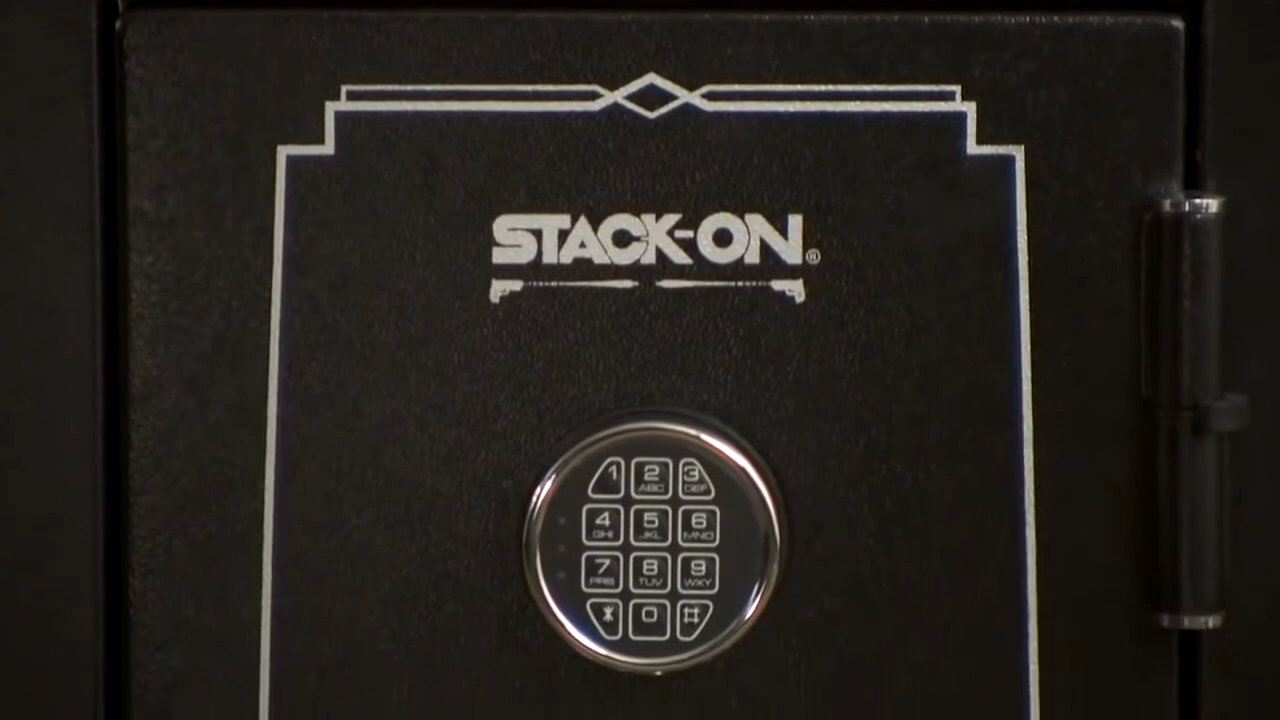 STACK-ON®
1 2 3
ABC DEF
4 5 6
GHI JKL MNO
7 8 9
PRS TUV WXY
* 0 #